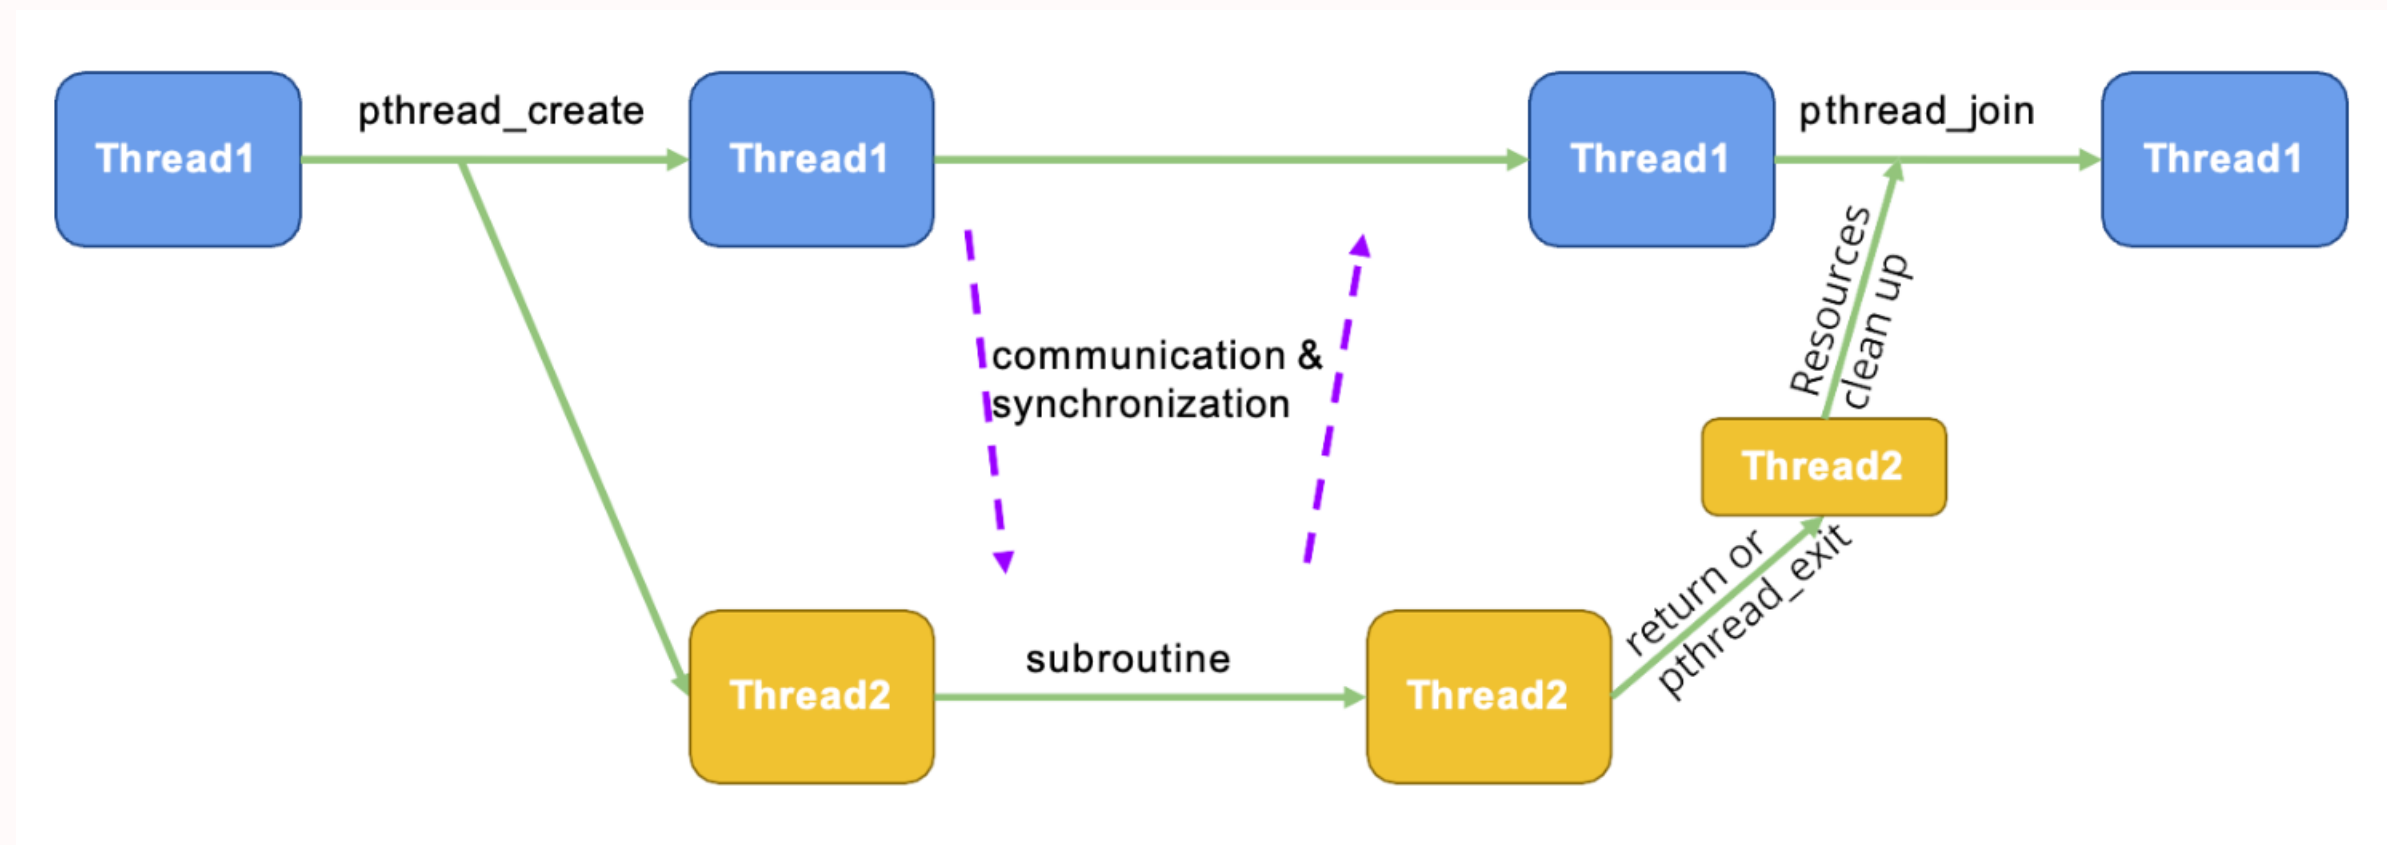 Thread1
pthread_create
Thread1
Thread1
pthread_join
Thread1
communication &
synchronization
Resources
clean up
Thread2
return or
pthread_exit
Thread2
subroutine
Thread2